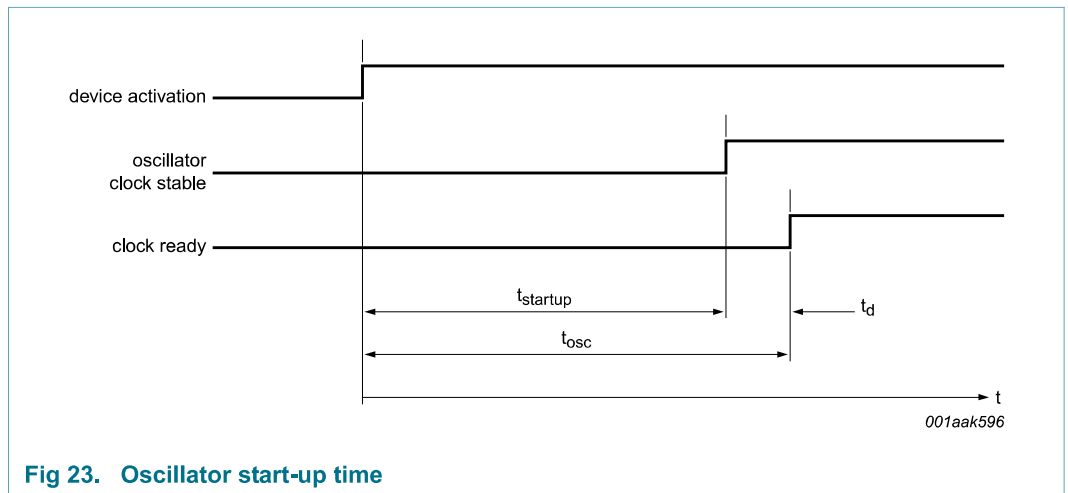 device activation
oscillator
clock stable
clock ready
tstartup
td
tosc
t
001aak596
Fig 23. Oscillator start-up time